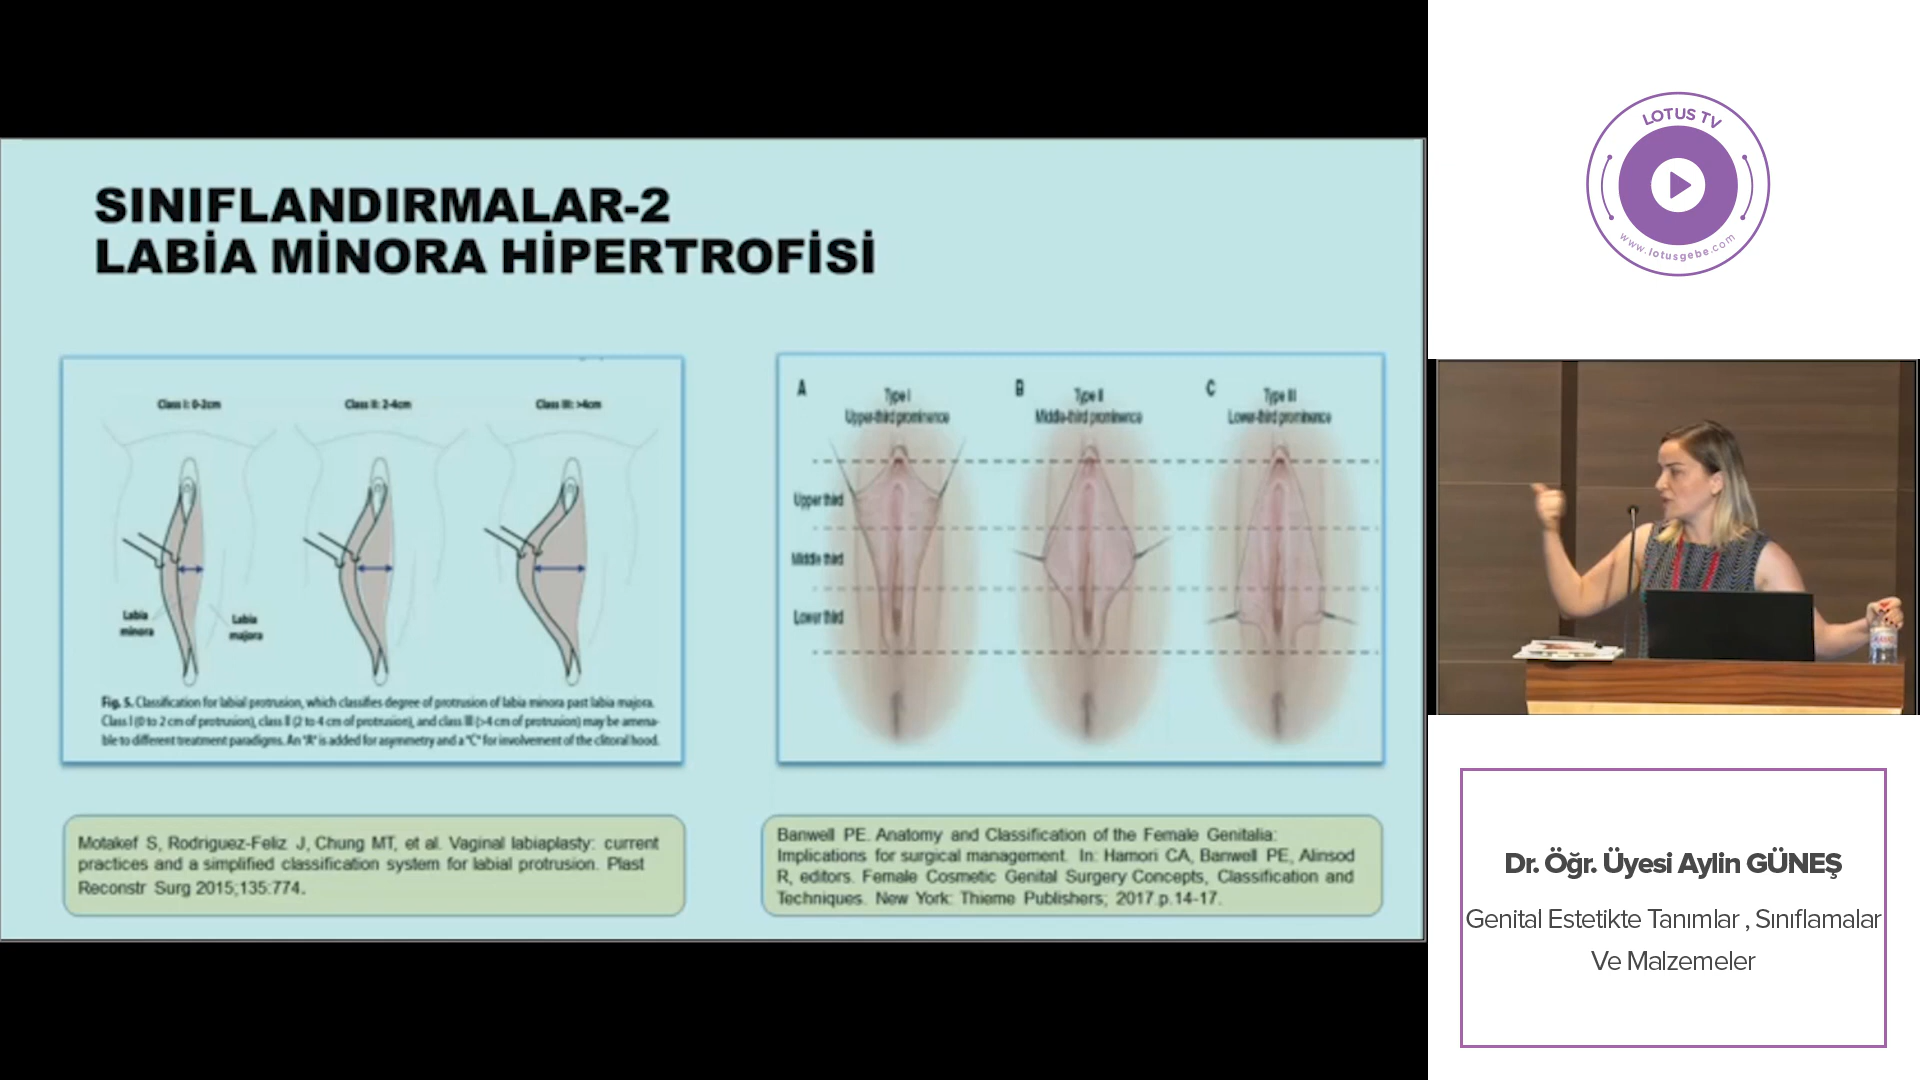 SINIFLANDIRMALAR-2
LABİA MİNORA HİPERTROFİSİ
Class I: 0-2cm
Class II: 2-4cm
Class III: >4cm
Labia
minora
Labia
majora
Fig. 5. Classification for labial protrusion, which classifies degree of protrusion of labia minora past labia majora.
Class I (0 to 2 cm of protrusion), class II (2 to 4 cm of protrusion), and class III (>4 cm of protrusion) may be amena-
ble to different treatment paradigms. An "A" is added for asymmetry and a "C" for involvement of the clitoral hood.
Motakef S, Rodriguez-Feliz J, Chung MT, et al. Vaginal labiaplasty: current
practices and a simplified classification system for labial protrusion. Plast
Reconstr Surg 2015;135:774.
A
Type I
Upper-third prominence
B
Type II
Middle-third prominence
C
Type III
Lower-third prominence
Upper third
Middle third
Lower third
Banwell PE. Anatomy and Classification of the Female Genitalia:
Implications for surgical management. In: Hamori CA, Banwell PE, Alinsod
R, editors. Female Cosmetic Genital Surgery Concepts, Classification and
Techniques. New York: Thieme Publishers; 2017.p.14-17.
LOTUS TV
www.lotusgebe.com
Dr. Öğr. Üyesi Aylin GÜNEŞ
Genital Estetikte Tanımlar , Sınıflamalar
Ve Malzemeler